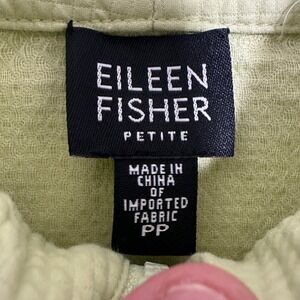 EILEEN
FISHER
PETITE
MADE IN
CHINA
OF
IMPORTED
FABRIC
PP